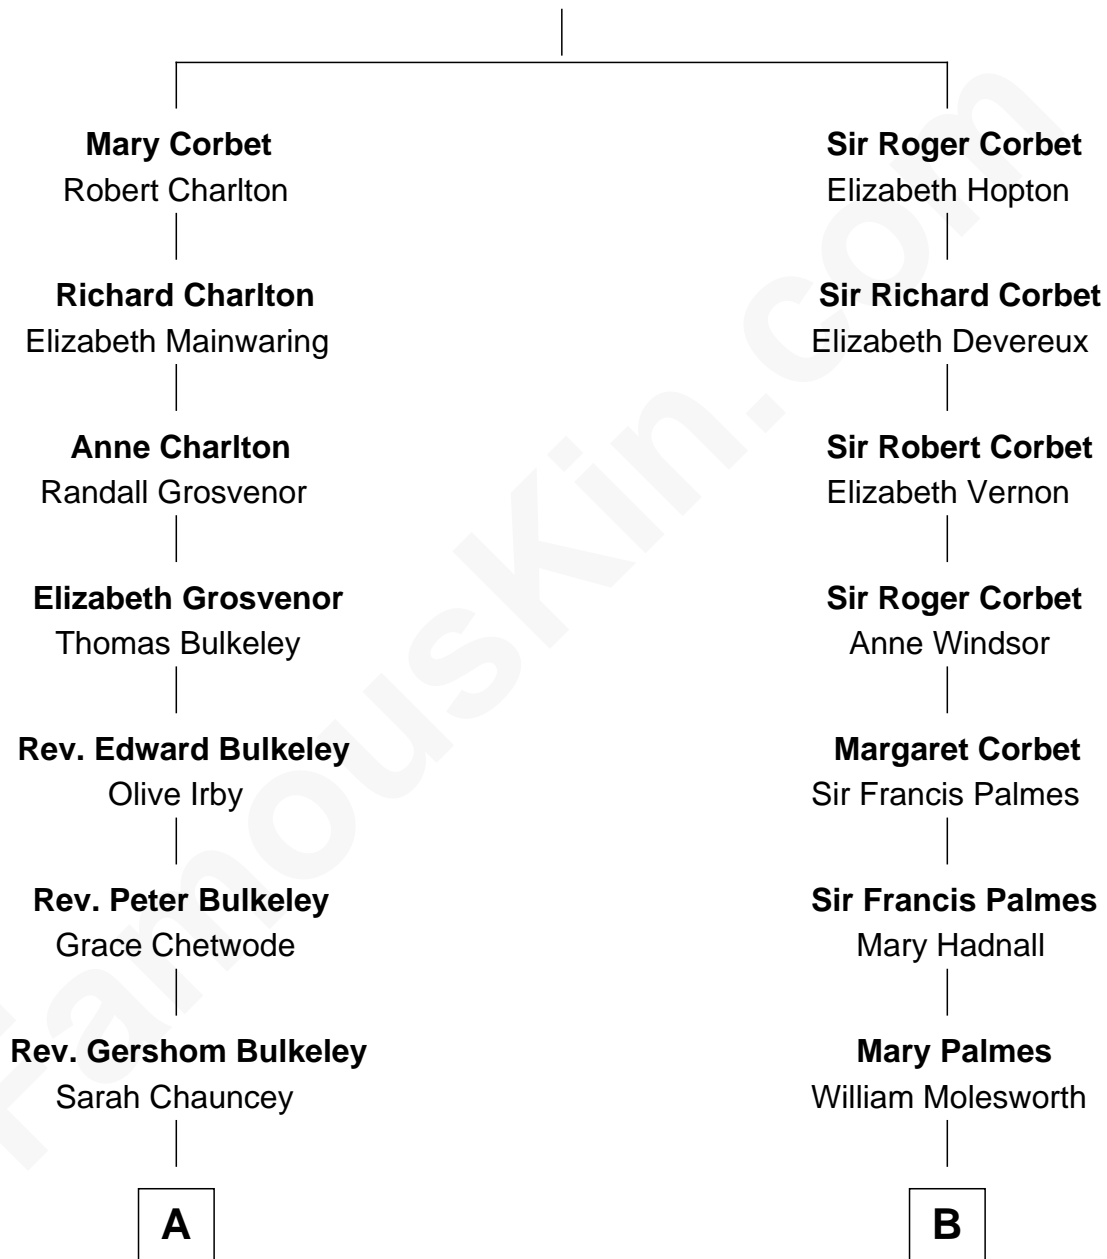 Mary Corbet
Robert Charlton
Richard Charlton
Elizabeth Mainwaring
Anne Charlton
Randall Grosvenor
Elizabeth Grosvenor
Thomas Bulkeley
Rev. Edward Bulkeley
Olive Irby
Rev. Peter Bulkeley
Grace Chetwode
Rev. Gershom Bulkeley
Sarah Chauncey
A
Sir Roger Corbet
Elizabeth Hopton
Sir Richard Corbet
Elizabeth Devereux
Sir Robert Corbet
Elizabeth Vernon
Sir Roger Corbet
Anne Windsor
Margaret Corbet
Sir Francis Palmes
Sir Francis Palmes
Mary Hadnall
Mary Palmes
William Molesworth
B
FamousKin.com